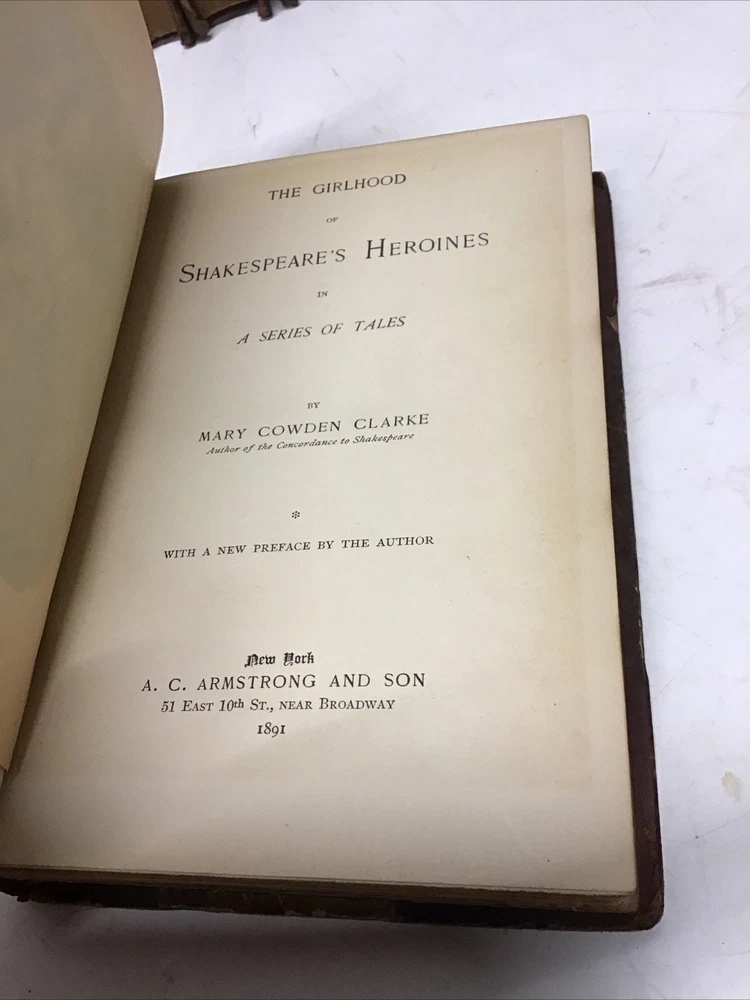 THE GIRLHOOD
OF
SHAKESPEARE'S HEROINES
IN
A SERIES OF TALES
BY
MARY COWDEN CLARKE
Author of the Concordance to Shakespeare
*
WITH A NEW PREFACE BY THE AUTHOR
New York
A. C. ARMSTRONG AND SON
51 EAST 10th ST., NEAR BROADWAY
1891